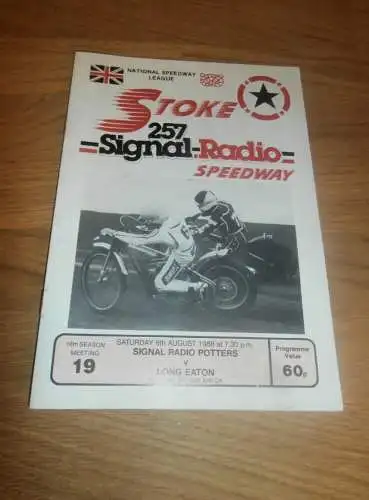 NATIONAL SPEEDWAY
LEAGUE
STOKE
257
Signal Radio
SPEEDWAY
SEASON
MEETING
19
SATURDAY 6th AUGUST 1988 at 7.30 p.m.
SIGNAL RADIO POTTERS
v
LONG EATON
Programme
Value
60p